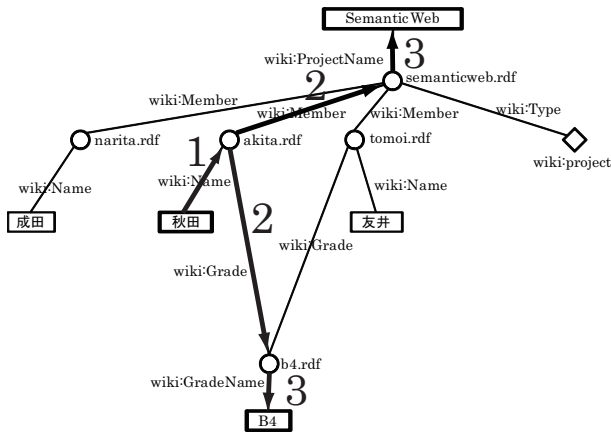 SemanticWeb
wiki:ProjectName
3
semanticweb.rdf
2
wiki:Member
wiki:Member
wiki:Member
wiki:Type
narita.rdf
akita.rdf
tomoi.rdf
1
wiki:project
wiki:Name
wiki:Name
wiki:Name
成田
秋田
2
友井
wiki:Grade
wiki:Grade
b4.rdf
wiki:GradeName
3
B4